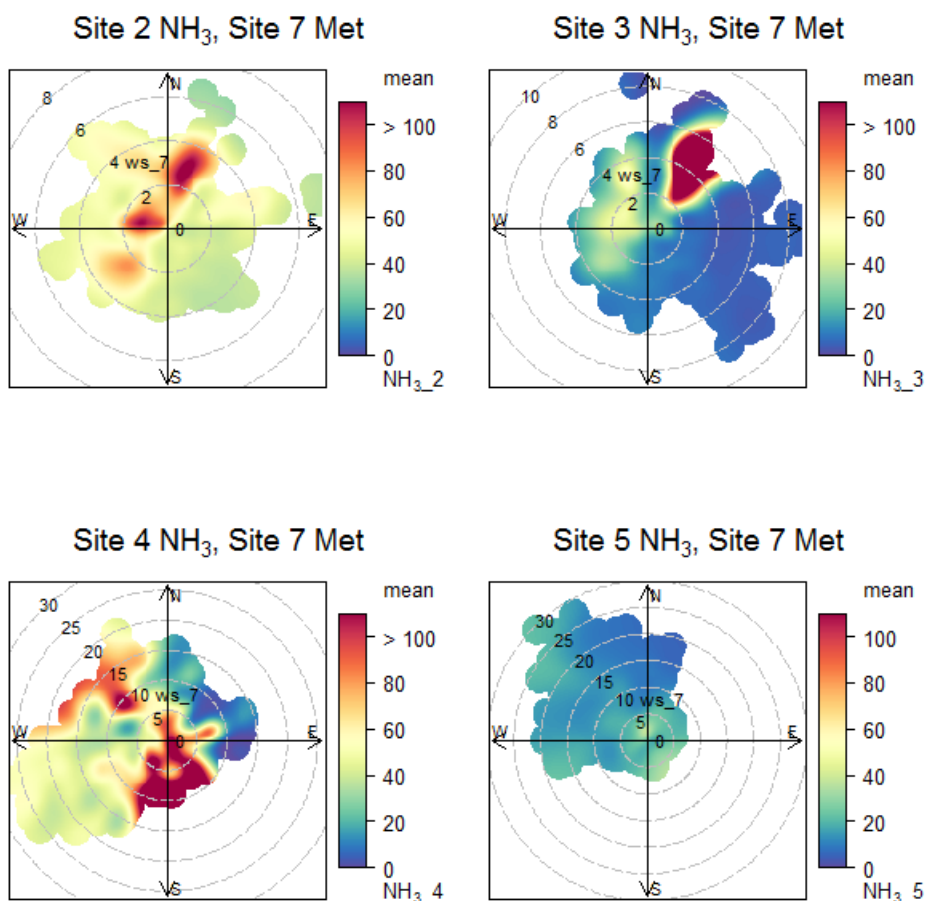 Site 2 NH₃, Site 7 Met
mean
> 100
80
60
40
20
0
NH₃_2
8
6
4 ws_7
2
0
N
W
E
S
Site 3 NH₃, Site 7 Met
mean
> 100
80
60
40
20
0
NH₃_3
10
8
6
4 ws_7
2
0
N
W
E
S
Site 4 NH₃, Site 7 Met
mean
> 100
80
60
40
20
0
NH₃_4
30
25
20
15
10 ws_7
5
0
N
W
E
S
Site 5 NH₃, Site 7 Met
mean
> 100
80
60
40
20
0
NH₃_5
30
25
20
15
10 ws_7
5
0
N
W
E
S